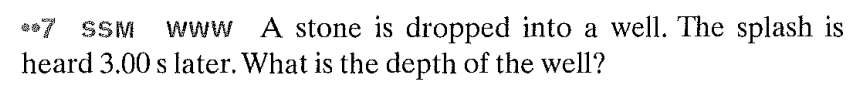 ••7 SSM WWW A stone is dropped into a well. The splash is
heard 3.00 s later. What is the depth of the well?